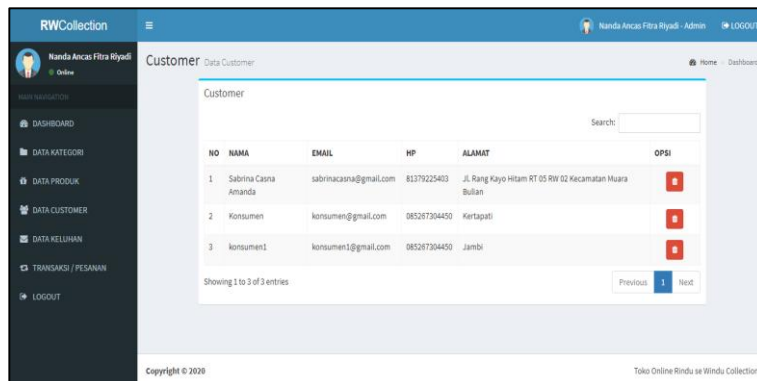 RWCollection
Nanda Ancas Fitra Riyadi - Admin LOGOUT
Nanda Ancas Fitra Riyadi
Online
MAIN NAVIGATION
DASHBOARD
DATA KATEGORI
DATA PRODUK
DATA CUSTOMER
DATA KELUHAN
TRANSAKSI / PESANAN
LOGOUT
Customer Data Customer
Home Dashboard
Customer
Search:
NO NAMA EMAIL HP ALAMAT OPSI
1 Sabrina Casna sabrinacasna@gmail.com 81379225403 Jl. Rang Kayo Hitam RT 05 RW 02 Kecamatan Muara
Amanda Bulian
2 Konsumen konsumen@gmail.com 085267304450 Kertapati
3 konsumen1 konsumen1@gmail.com 085267304450 Jambi
Showing 1 to 3 of 3 entries
Previous 1 Next
Copyright © 2020
Toko Online Rindu se Windu Collection